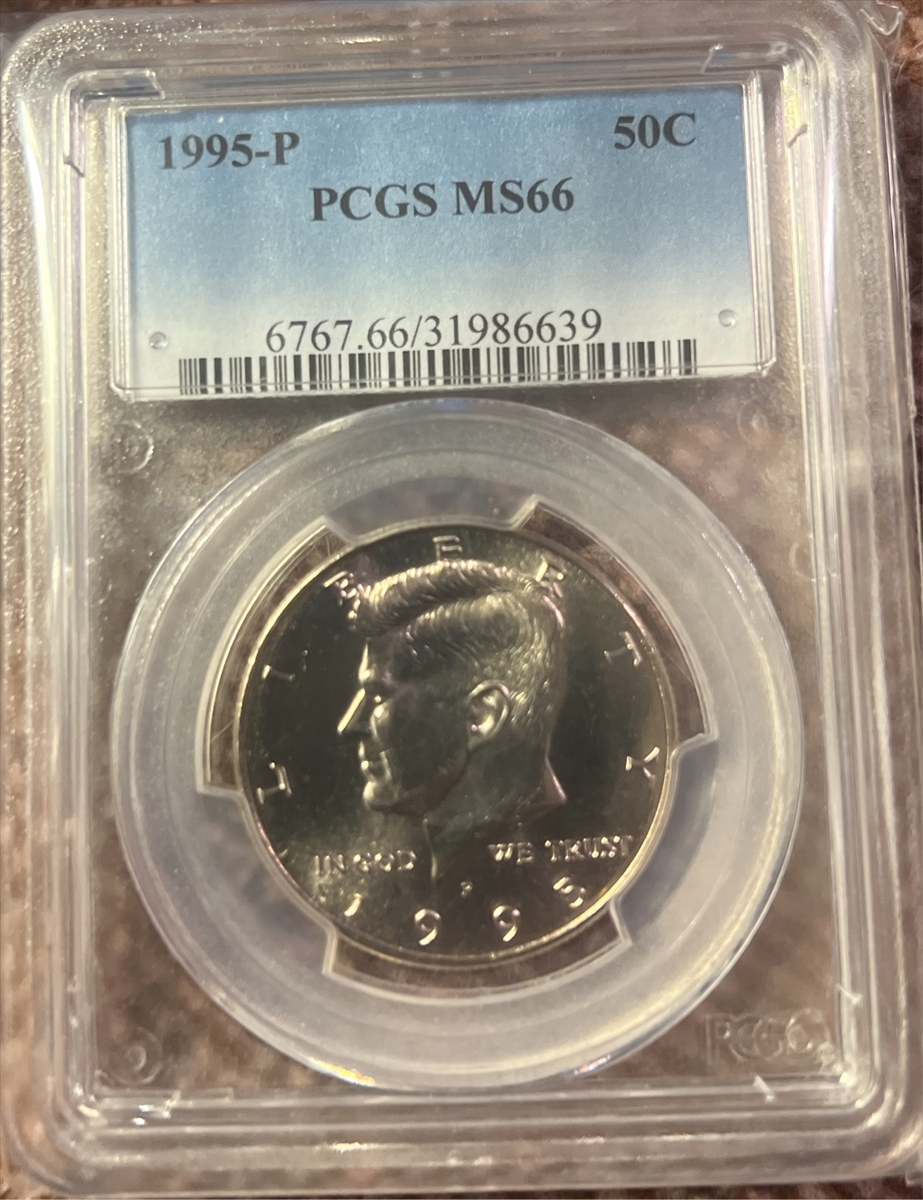 1995-P 50C
PCGS MS66
6767.66/31986639
LIBERTY
IN GOD WE TRUST
P
1995
PCGS